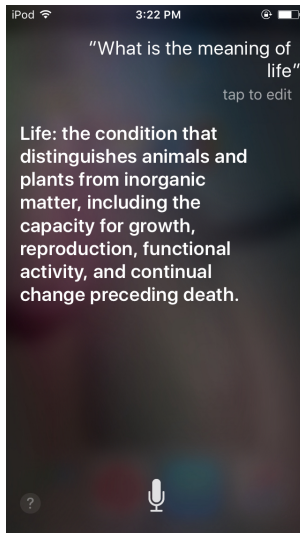 iPod 3:22 PM
"What is the meaning of
life"
tap to edit
Life: the condition that
distinguishes animals and
plants from inorganic
matter, including the
capacity for growth,
reproduction, functional
activity, and continual
change preceding death.
?